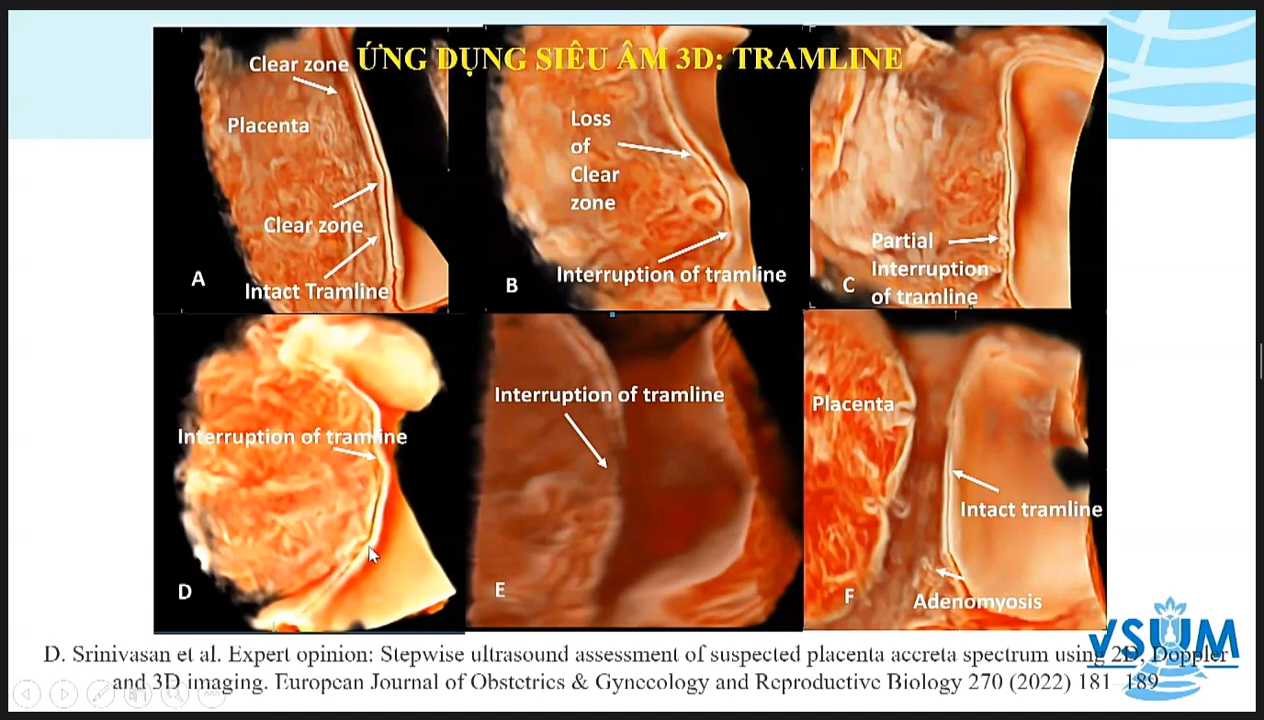 ỨNG DỤNG SIÊU ÂM 3D: TRAMLINE
Clear zone
Placenta
Clear zone
Intact Tramline
A
Loss
of
Clear
zone
Interruption of tramline
B
Partial
Interruption
of tramline
C
Interruption of tramline
D
Interruption of tramline
E
Placenta
Intact tramline
Adenomyosis
F
VSUM
D. Srinivasan et al. Expert opinion: Stepwise ultrasound assessment of suspected placenta accreta spectrum using 2D, Doppler
and 3D imaging. European Journal of Obstetrics & Gynecology and Reproductive Biology 270 (2022) 181–189